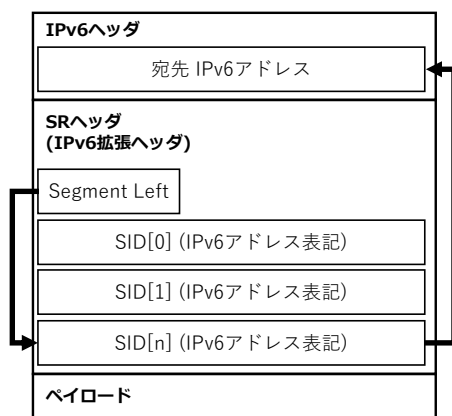 IPv6ヘッダ
宛先 IPv6アドレス
SRヘッダ
(IPv6拡張ヘッダ)
Segment Left
SID[0] (IPv6アドレス表記)
SID[1] (IPv6アドレス表記)
SID[n] (IPv6アドレス表記)
ペイロード